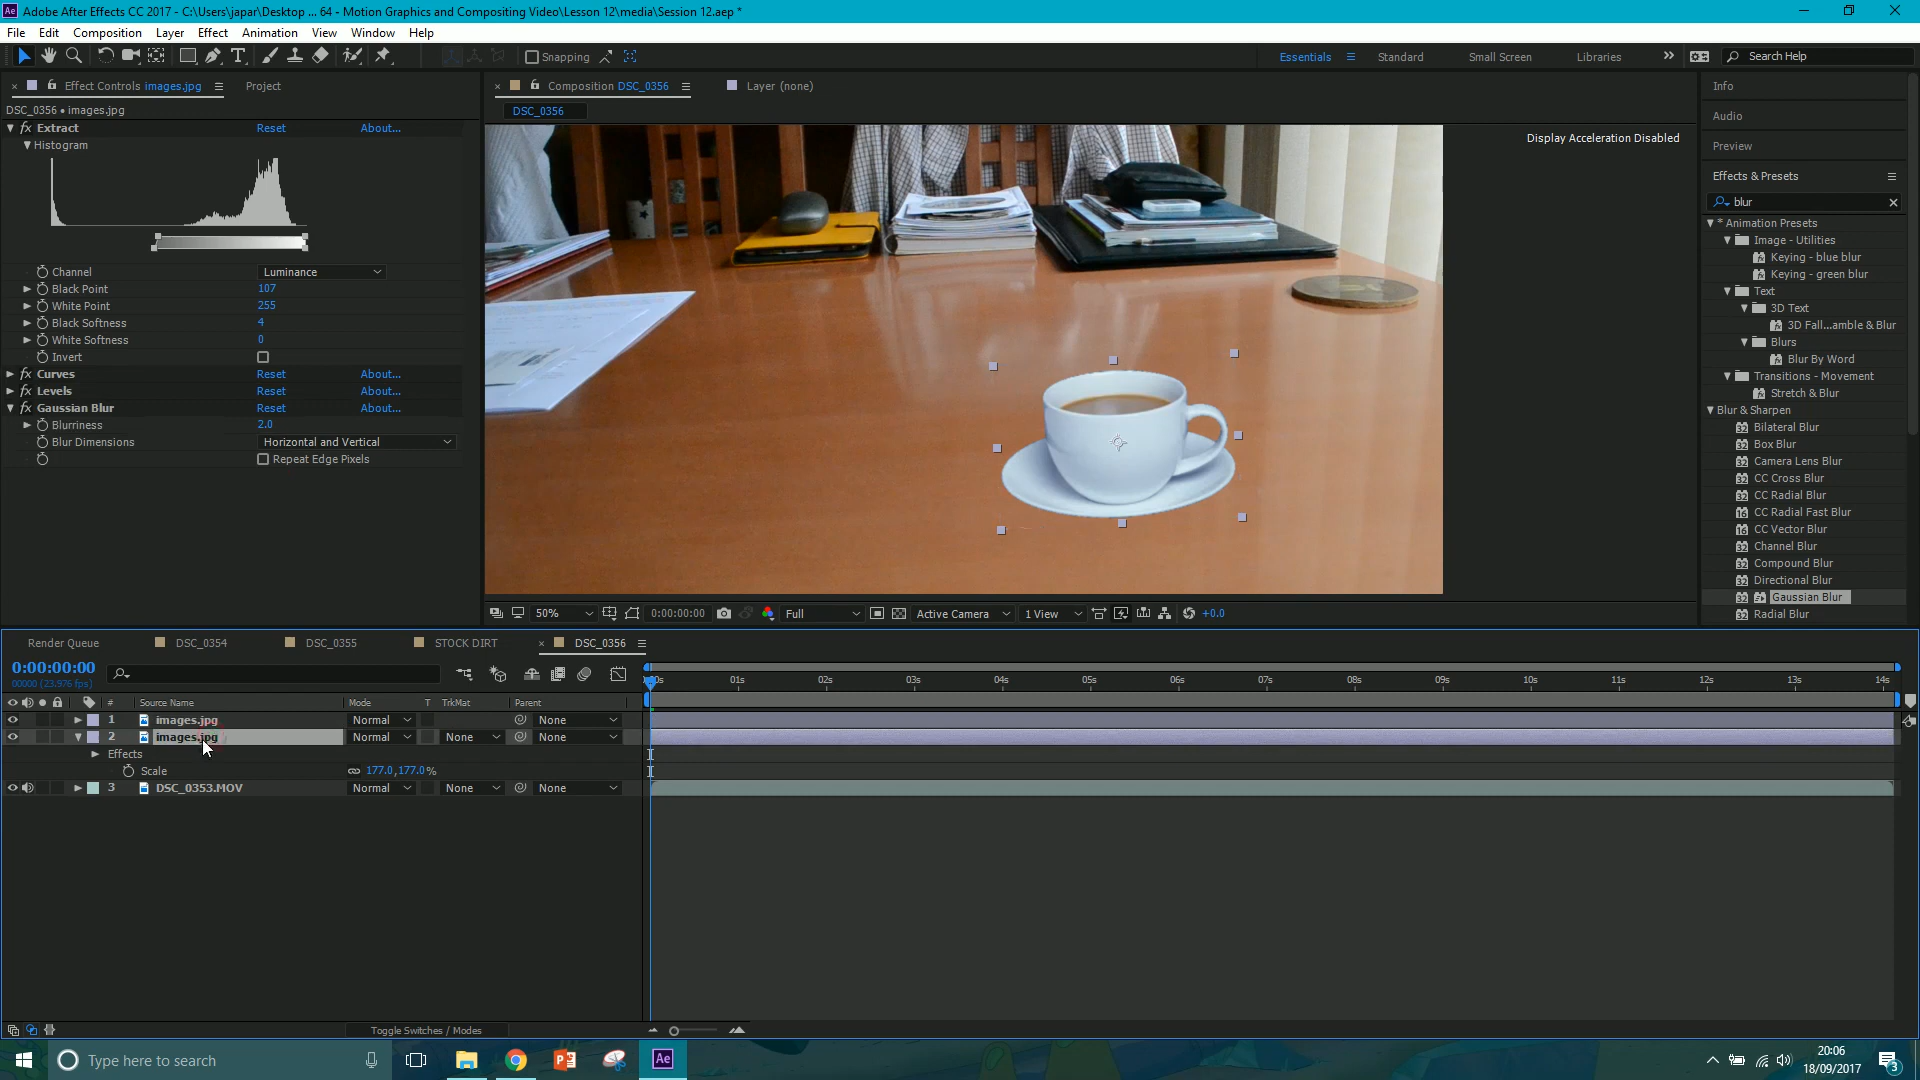 Adobe After Effects CC 2017 - C:\Users\japar\Desktop ... 64 - Motion Graphics and Compositing Video\Lesson 12\media\Session 12.aep *
File Edit Composition Layer Effect Animation View Window Help
Snapping
Essentials Standard Small Screen Libraries Search Help
Effect Controls images.jpg Project
Composition DSC_0356 Layer (none)
Info
DSC_0356 • images.jpg
DSC_0356
fx Extract Reset About...
Histogram
Display Acceleration Disabled
Audio
Preview
Effects & Presets
blur
Channel Luminance
Black Point 107
White Point 255
Black Softness 4
White Softness 0
Invert
fx Curves Reset About...
fx Levels Reset About...
fx Gaussian Blur Reset About...
Blurriness 2.0
Blur Dimensions Horizontal and Vertical
Repeat Edge Pixels
* Animation Presets
Image - Utilities
Keying - blue blur
Keying - green blur
Text
3D Text
3D Fall...amble & Blur
Blurs
Blur By Word
Transitions - Movement
Stretch & Blur
Blur & Sharpen
Bilateral Blur
Box Blur
Camera Lens Blur
CC Cross Blur
CC Radial Blur
CC Radial Fast Blur
CC Vector Blur
Channel Blur
Compound Blur
Directional Blur
Gaussian Blur
Radial Blur
50% 0:00:00:00 Full Active Camera 1 View +0.0
Render Queue DSC_0354 DSC_0355 STOCK DIRT DSC_0356
0:00:00:00
00000 (23.976 fps)
01s 02s 03s 04s 05s 06s 07s 08s 09s 10s 11s 12s 13s 14s
# Source Name Mode T TrkMat Parent
1 images.jpg Normal None
2 images.jpg Normal None None
Effects
Scale 177.0,177.0%
3 DSC_0353.MOV Normal None None
Toggle Switches / Modes
Type here to search
Ae
20:06
18/09/2017
3